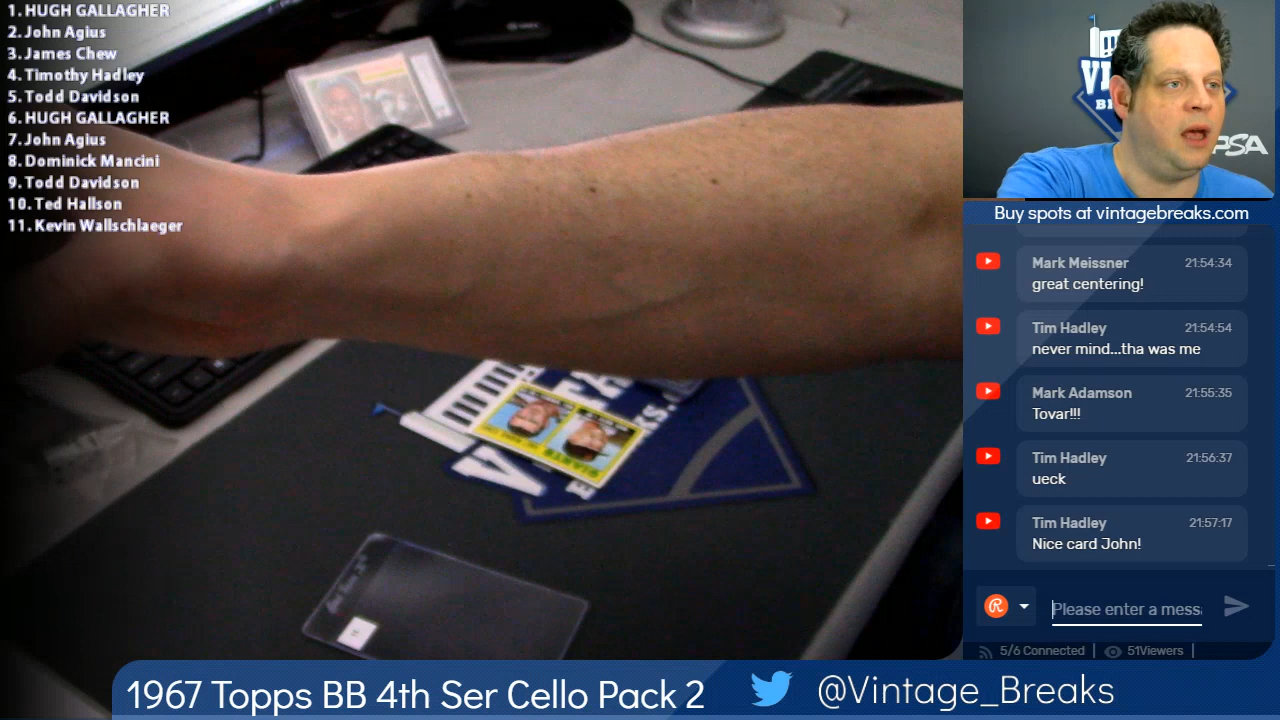 1. HUGH GALLAGHER
2. John Agius
3. James Chew
4. Timothy Hadley
5. Todd Davidson
6. HUGH GALLAGHER
7. John Agius
8. Dominick Mancini
9. Todd Davidson
10. Ted Hallson
11. Kevin Wallschlaeger
PSA
Buy spots at vintagebreaks.com
Mark Meissner 21:54:34
great centering!
Tim Hadley 21:54:54
never mind...tha was me
Mark Adamson 21:55:35
Tovar!!!
Tim Hadley 21:56:37
ueck
Tim Hadley 21:57:17
Nice card John!
Please enter a messa
5/6 Connected | 51Viewers |
GIANTS
1967 Topps BB 4th Ser Cello Pack 2
@Vintage_Breaks